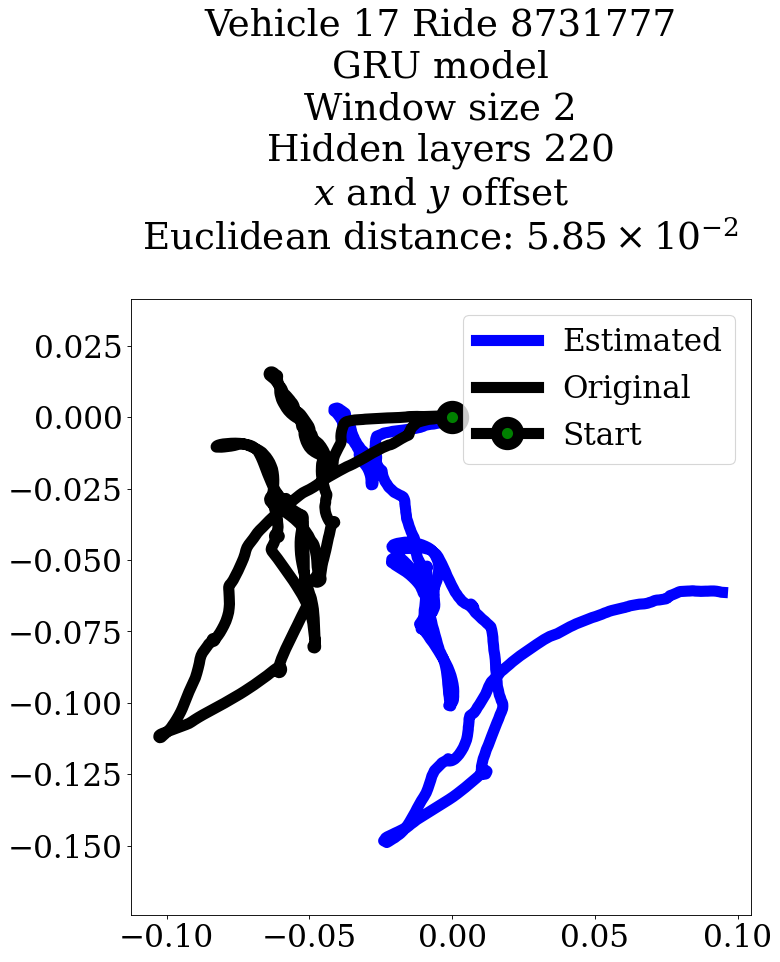 Vehicle 17 Ride 8731777
GRU model
Window size 2
Hidden layers 220
x and y offset
Euclidean distance: 5.85 × 10⁻²
Estimated
Original
Start
0.025
0.000
−0.025
−0.050
−0.075
−0.100
−0.125
−0.150
−0.10 −0.05 0.00 0.05 0.10